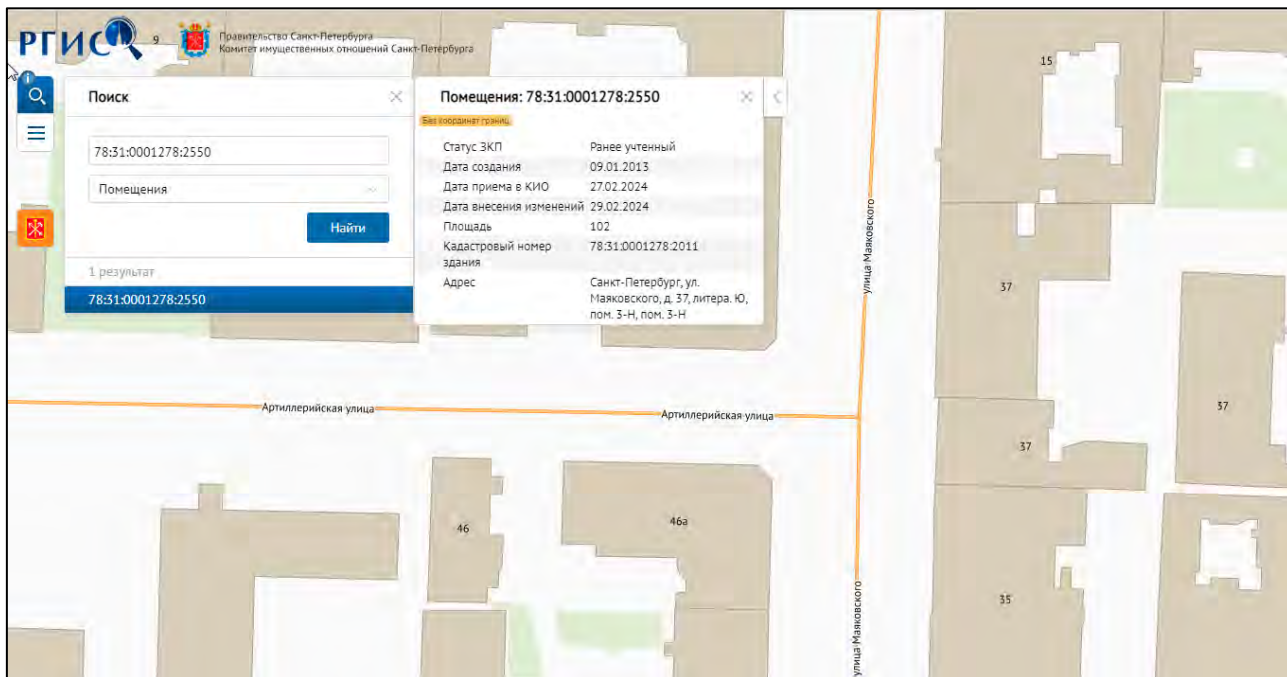 РГИС
Правительство Санкт-Петербурга
Комитет имущественных отношений Санкт-Петербурга
9
i
Поиск
78:31:0001278:2550
Помещения
Найти
1 результат
78:31:0001278:2550
Помещения: 78:31:0001278:2550
Без координат границ
Статус ЗКП Ранее учтенный
Дата создания 09.01.2013
Дата приема в КИО 27.02.2024
Дата внесения изменений 29.02.2024
Площадь 102
Кадастровый номер здания 78:31:0001278:2011
Адрес Санкт-Петербург, ул.
Маяковского, д. 37, литера. Ю,
пом. 3-Н, пом. 3-Н
15
улица Маяковского
37
37
37
Артиллерийская улица
Артиллерийская улица
46
46а
35
улица Маяковского